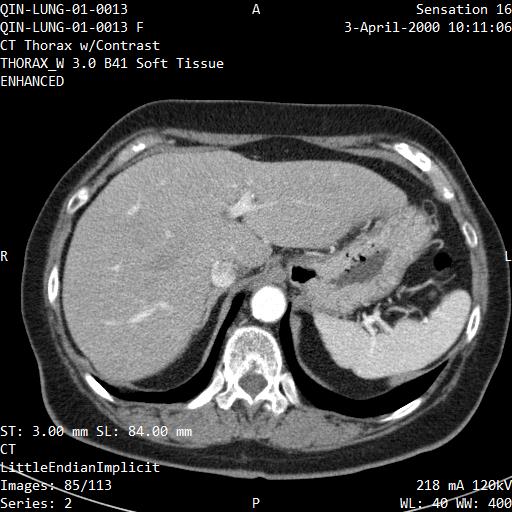 QIN-LUNG-01-0013
A
Sensation 16
QIN-LUNG-01-0013 F
3-April-2000 10:11:06
CT Thorax w/Contrast
THORAX_W 3.0 B41 Soft Tissue
ENHANCED
R
L
ST: 3.00 mm SL: 84.00 mm
CT
LittleEndianImplicit
Images: 85/113
218 mA 120kV
Series: 2
P
WL: 40 WW: 400